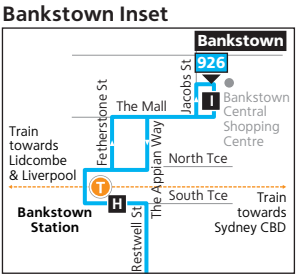 Bankstown Inset
Bankstown
926
Jacobs St
I
Bankstown
Central
Shopping
Centre
Fetherstone St
The Mall
Train
towards
Lidcombe
& Liverpool
The Appian Way
North Tce
T
South Tce
H
Bankstown
Station
Restwell St
Train
towards
Sydney CBD